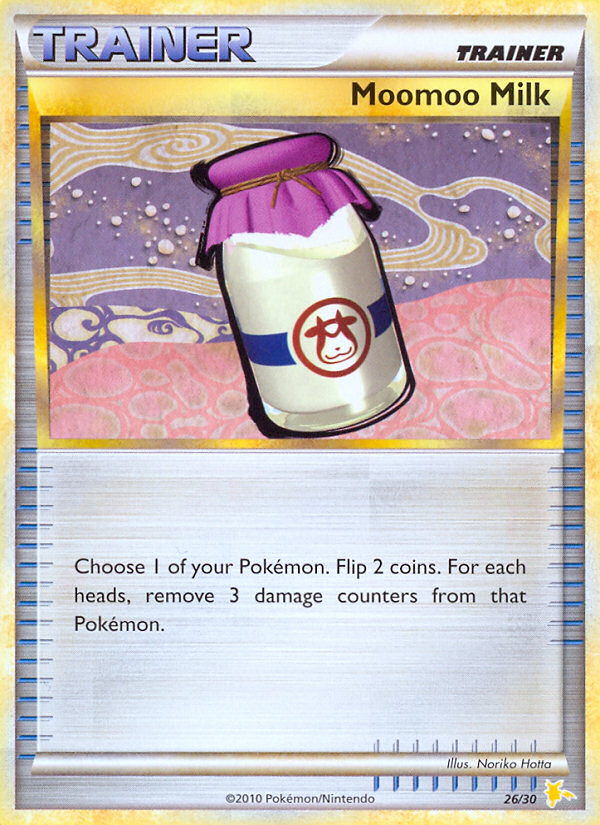 TRAINER
TRAINER
Moomoo Milk
Choose 1 of your Pokémon. Flip 2 coins. For each
heads, remove 3 damage counters from that
Pokémon.
Illus. Noriko Hotta
©2010 Pokémon/Nintendo
26/30